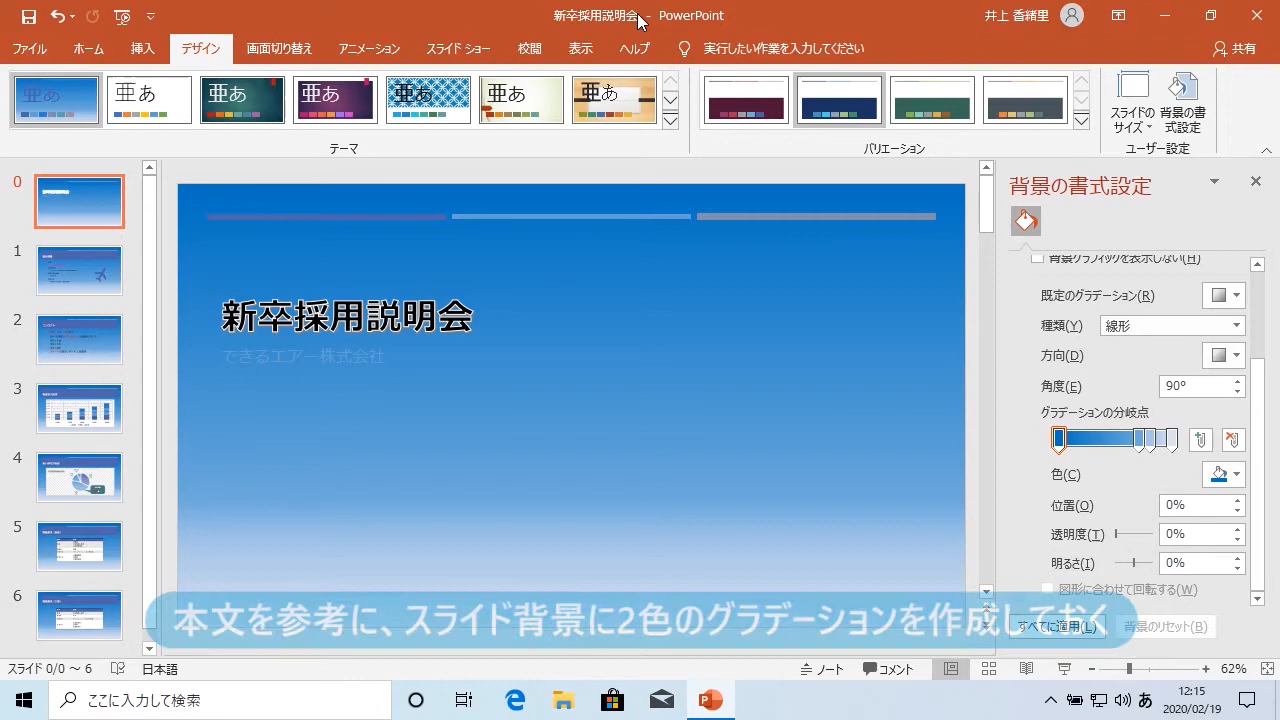 新卒採用説明会 - PowerPoint
井上 香緒里
ファイル ホーム 挿入 デザイン 画面切り替え アニメーション スライド ショー 校閲 表示 ヘルプ 実行したい作業を入力してください 共有
亜あ 亜あ 亜あ 亜あ 亜あ 亜あ 亜あ
スライドの
サイズ
背景の書
式設定
テーマ バリエーション ユーザー設定
背景の書式設定
0
1
2
3
4
5
6
新卒採用説明会
できるエアー株式会社
背景グラフィックを表示しない(H)
既定のグラデーション(R)
種類(Y) 線形
方向(D)
角度(E) 90°
グラデーションの分岐点
色(C)
位置(O) 0%
透明度(T) 0%
明るさ(I) 0%
図形に合わせて回転する(W)
すべてに適用(L) 背景のリセット(B)
本文を参考に、スライド背景に2色のグラデーションを作成しておく
スライド 0/0 ~ 6 日本語 ノート コメント 62%
ここに入力して検索
あ
12:15
2020/02/19